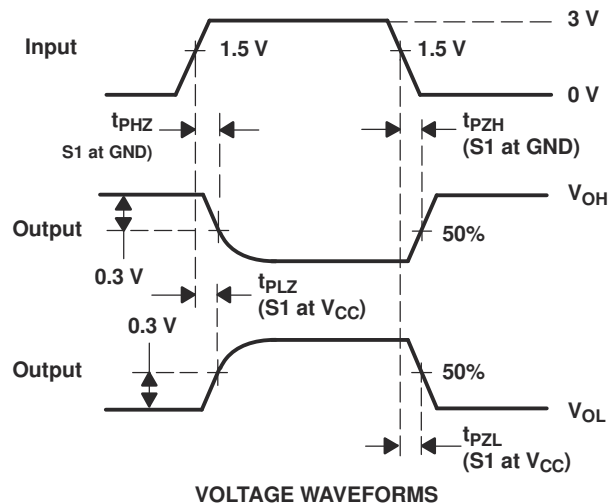 3 V
Input
1.5 V
1.5 V
0 V
tPHZ
S1 at GND)
tPZH
(S1 at GND)
VOH
Output
50%
0.3 V
tPLZ
(S1 at VCC)
0.3 V
Output
50%
VOL
tPZL
(S1 at VCC)
VOLTAGE WAVEFORMS